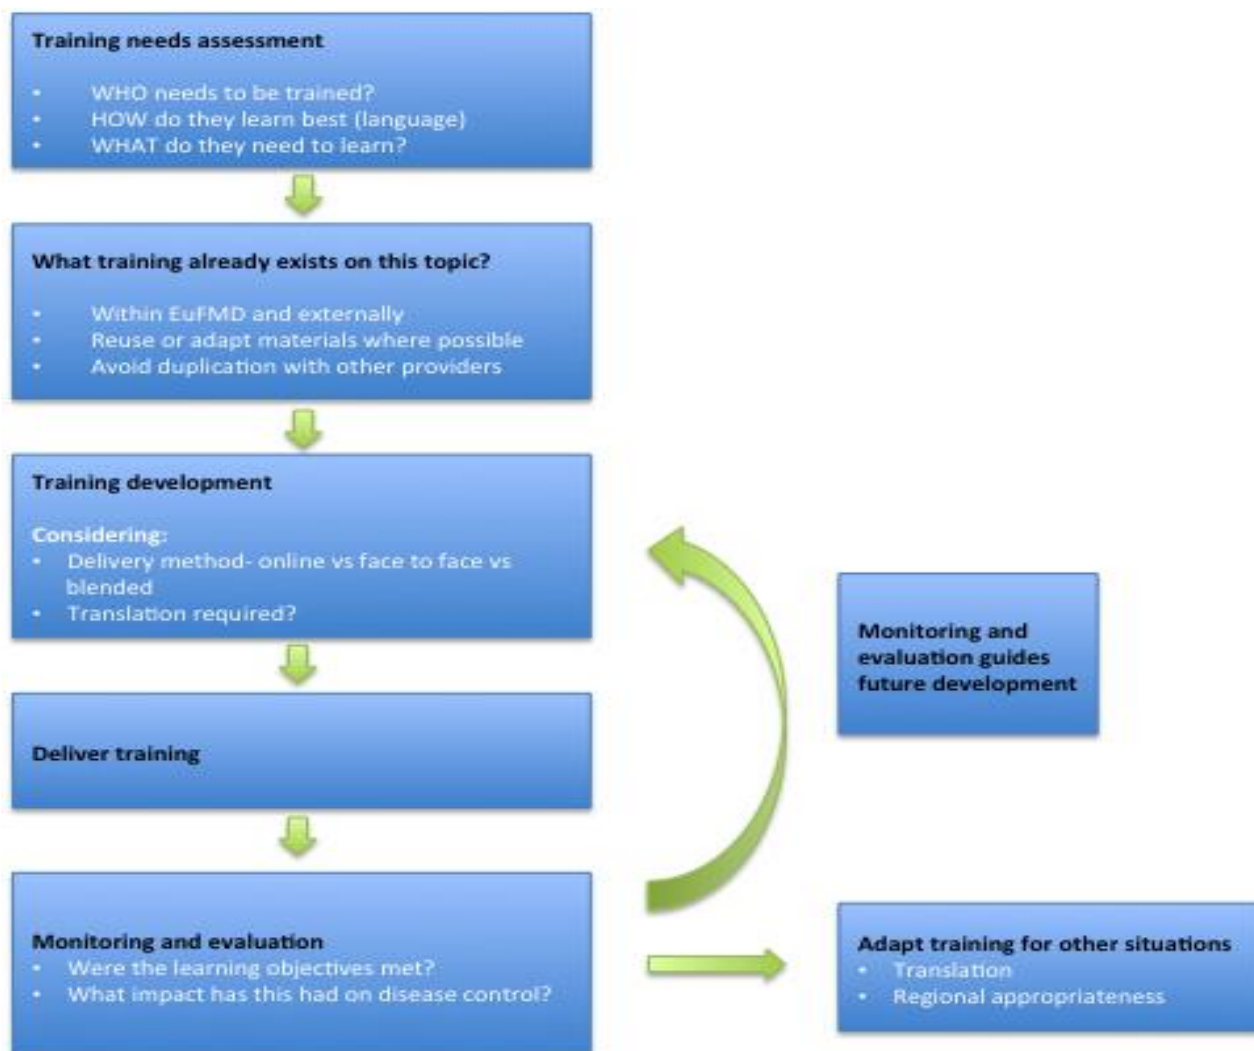 Training needs assessment
• WHO needs to be trained?
• HOW do they learn best (language)
• WHAT do they need to learn?
What training already exists on this topic?
• Within EuFMD and externally
• Reuse or adapt materials where possible
• Avoid duplication with other providers
Training development
Considering:
• Delivery method- online vs face to face vs
blended
• Translation required?
Deliver training
Monitoring and evaluation
• Were the learning objectives met?
• What impact has this had on disease control?
Monitoring and
evaluation guides
future development
Adapt training for other situations
• Translation
• Regional appropriateness